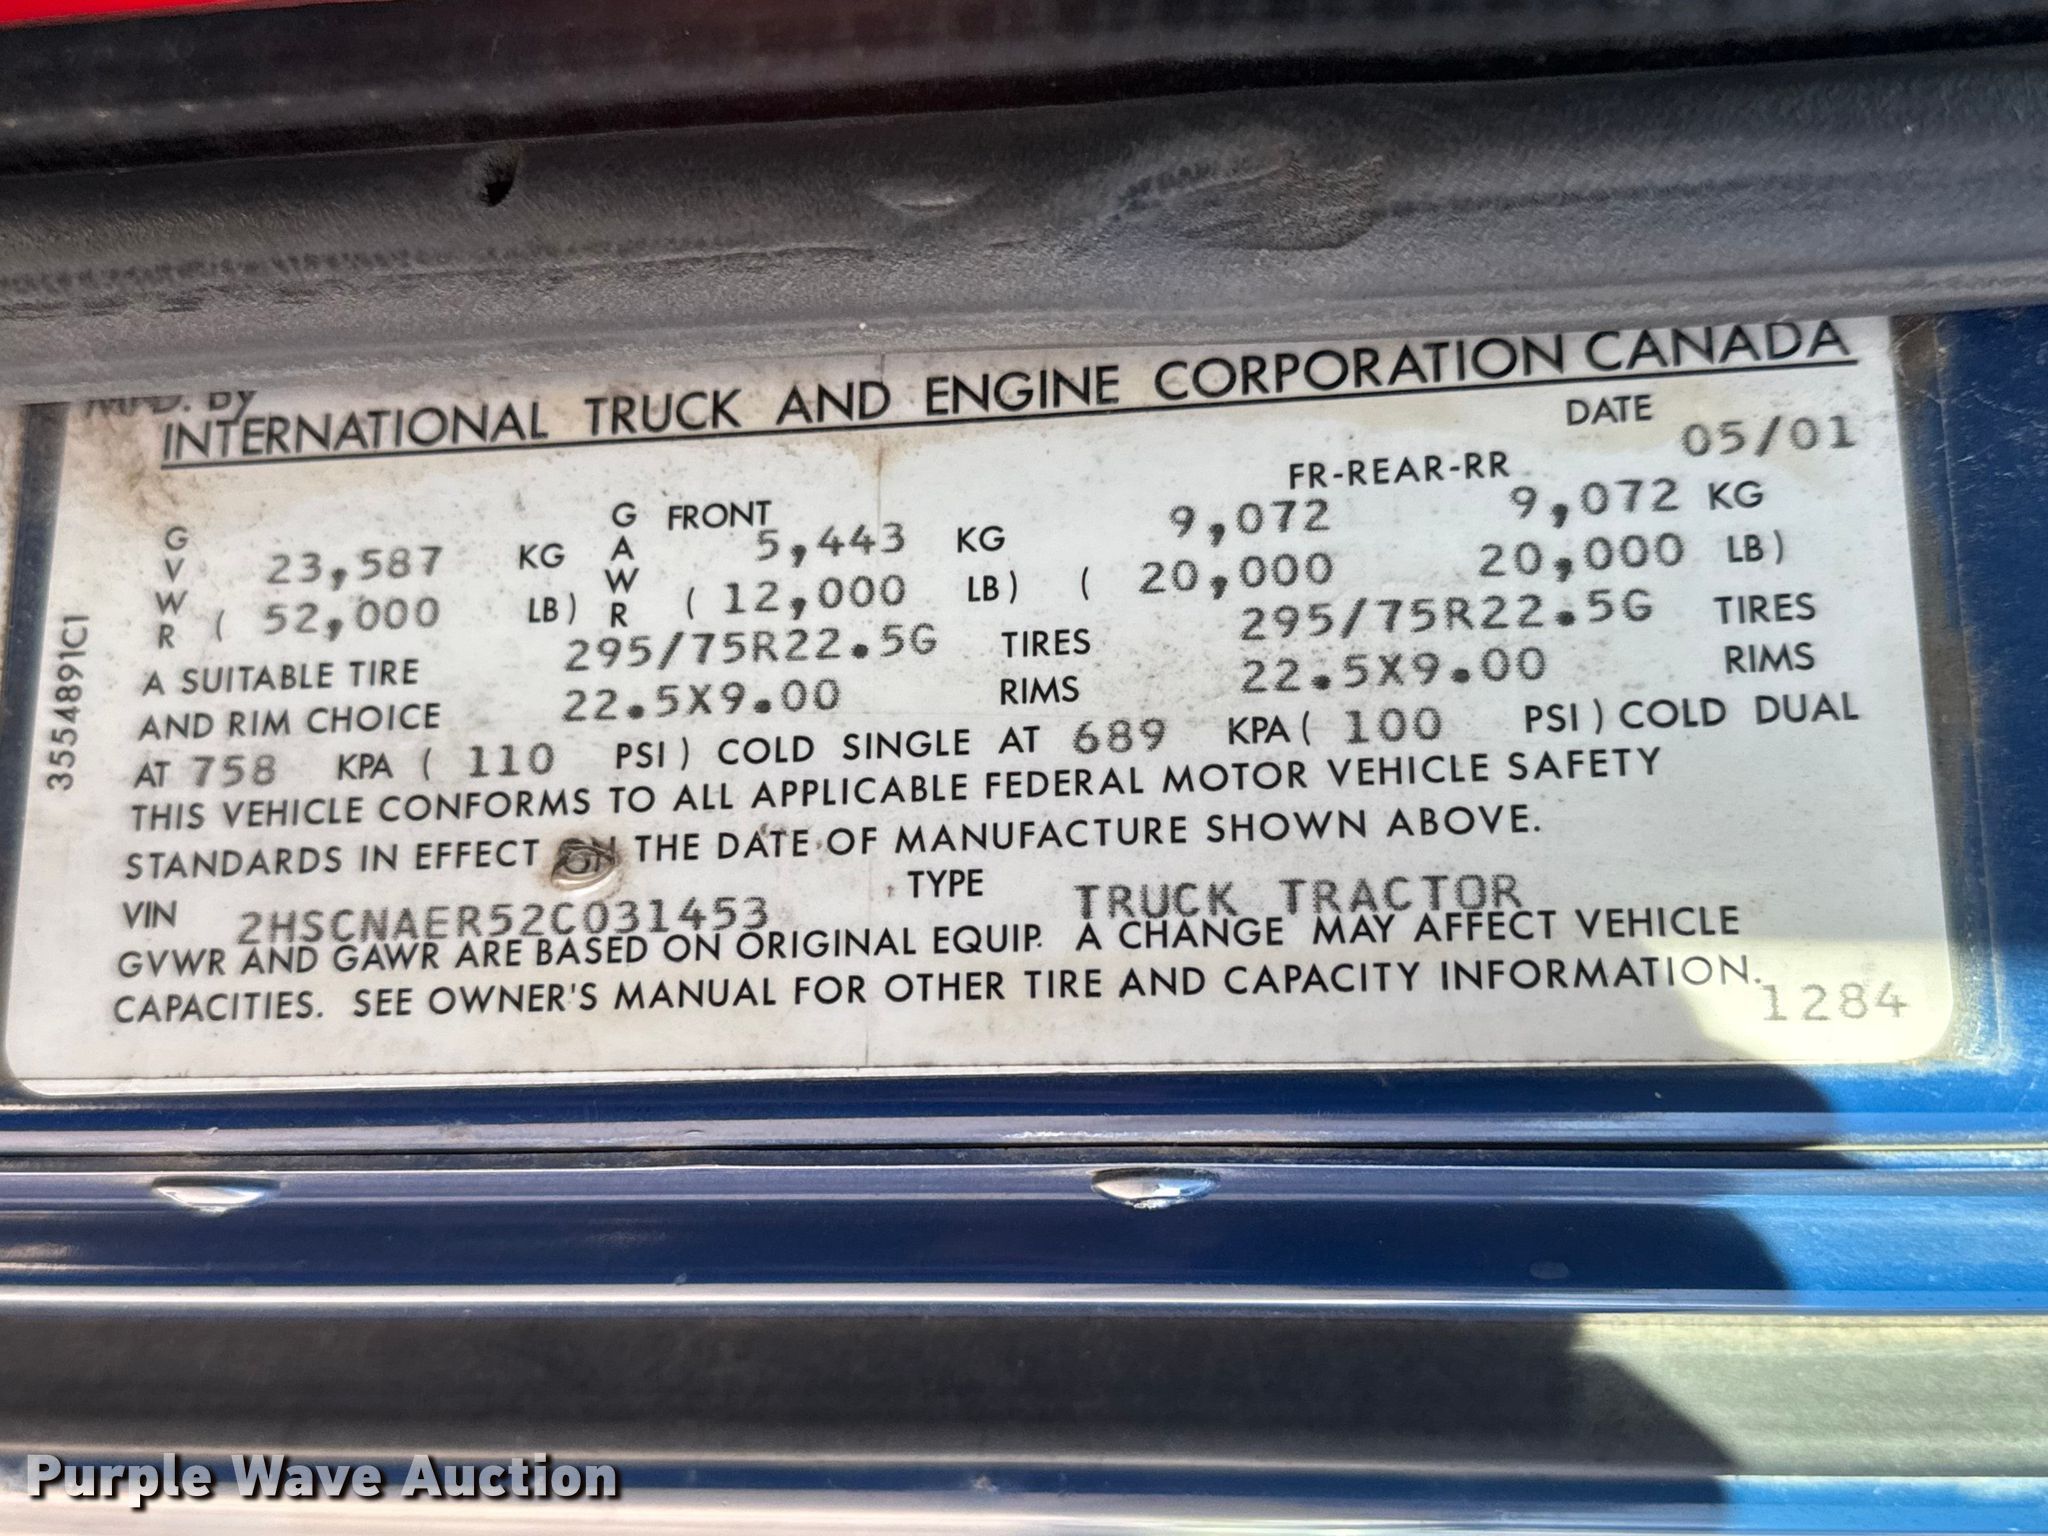 MFD. BY
INTERNATIONAL TRUCK AND ENGINE CORPORATION CANADA
DATE 05/01
GVWR 23,587 KG GAWR FRONT 5,443 KG FR-REAR-RR 9,072 9,072 KG
( 52,000 LB) ( 12,000 LB) ( 20,000 20,000 LB)
A SUITABLE TIRE 295/75R22.5G TIRES 295/75R22.5G TIRES
AND RIM CHOICE 22.5X9.00 RIMS 22.5X9.00 RIMS
AT 758 KPA ( 110 PSI ) COLD SINGLE AT 689 KPA ( 100 PSI ) COLD DUAL
THIS VEHICLE CONFORMS TO ALL APPLICABLE FEDERAL MOTOR VEHICLE SAFETY
STANDARDS IN EFFECT ON THE DATE OF MANUFACTURE SHOWN ABOVE.
VIN 2HSCNAER52C031453 TYPE TRUCK TRACTOR
GVWR AND GAWR ARE BASED ON ORIGINAL EQUIP. A CHANGE MAY AFFECT VEHICLE
CAPACITIES. SEE OWNER'S MANUAL FOR OTHER TIRE AND CAPACITY INFORMATION.
1284
3554891C1
Purple Wave Auction